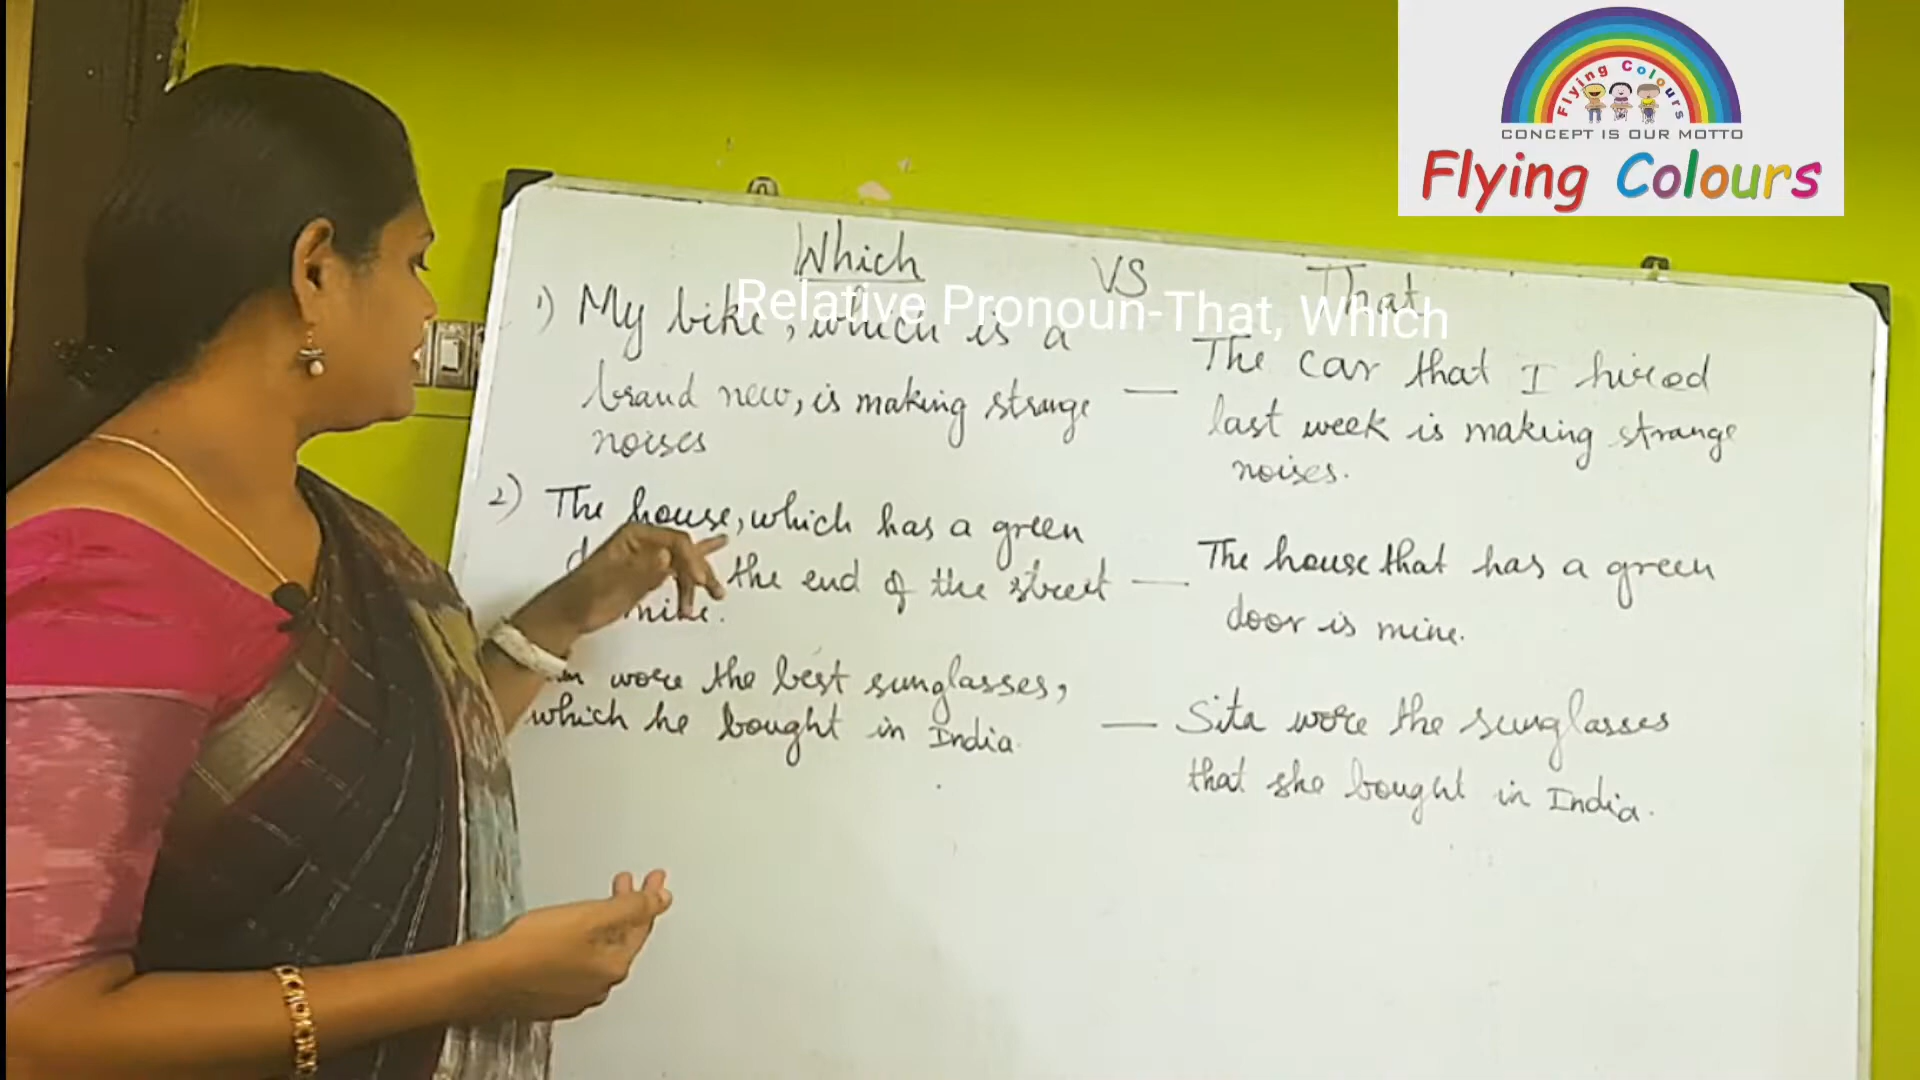 Flying Colours
CONCEPT IS OUR MOTTO
Flying Colours
Which VS That
Relative Pronoun-That, Which
1) My bike, which is a
brand new, is making strange
noises
— The car that I hired
last week is making strange
noises.
2) The house, which has a green
the end of the street
mine.
— The house that has a green
door is mine.
wore the best sunglasses,
which he bought in India
— Sita wore the sunglasses
that she bought in India.